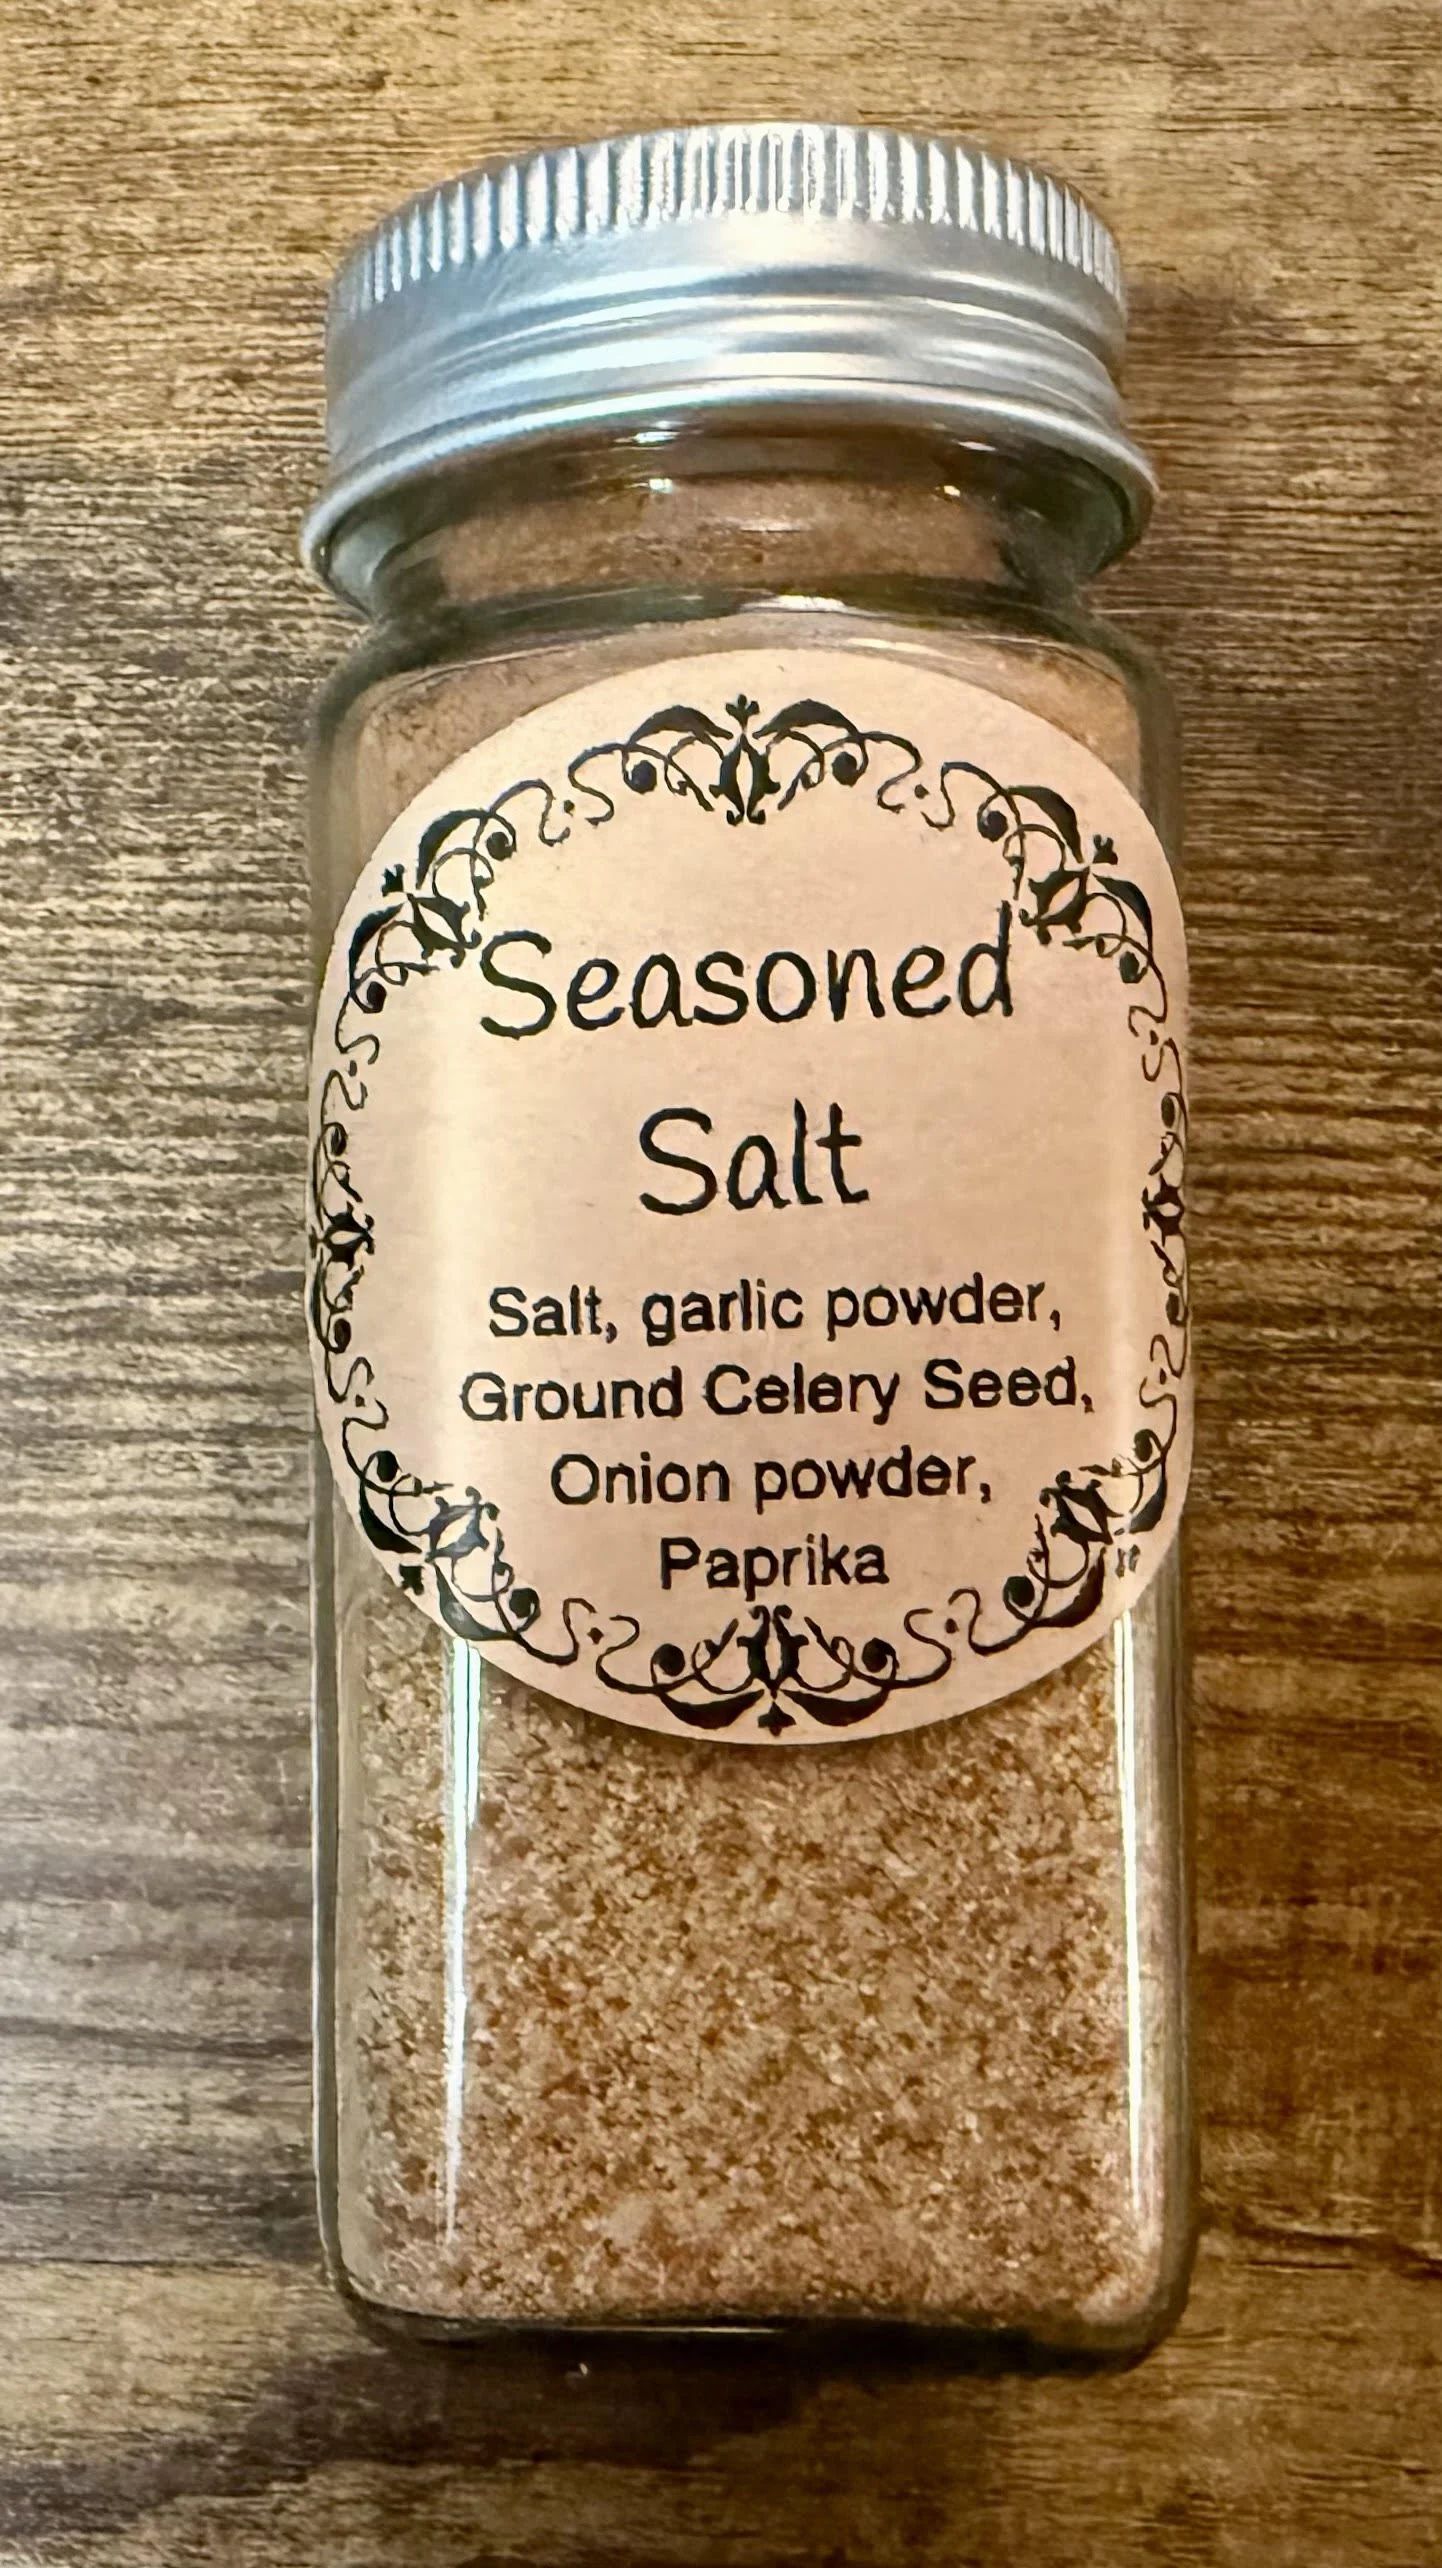 Seasoned
Salt
Salt, garlic powder,
Ground Celery Seed,
Onion powder,
Paprika